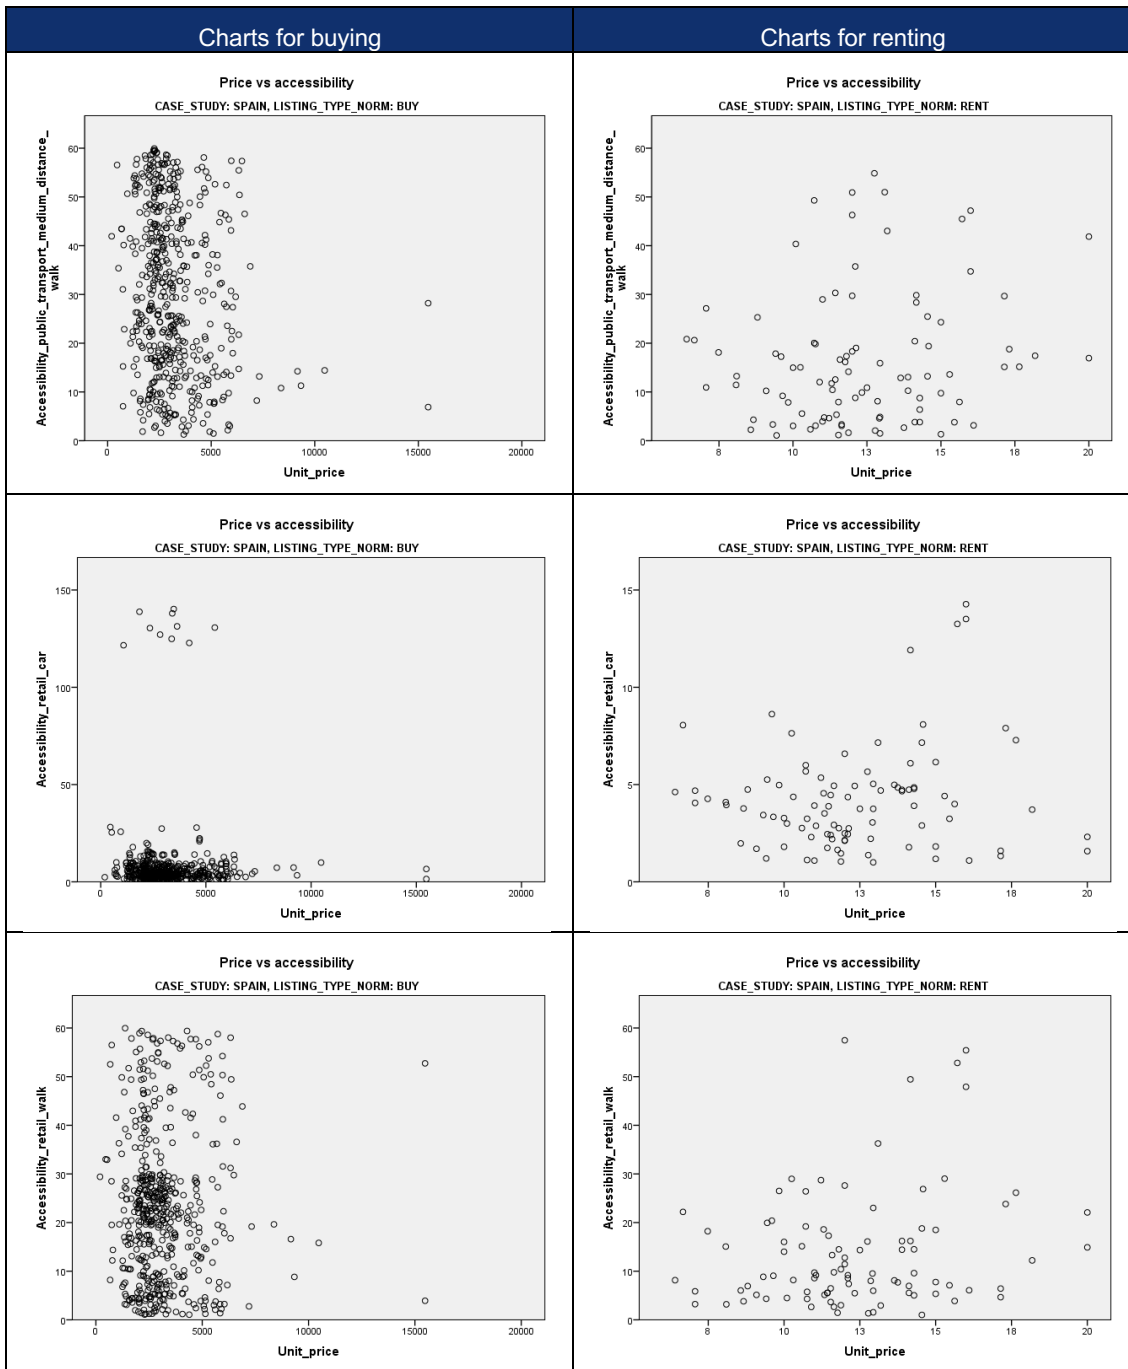 Charts for buying
Charts for renting
Price vs accessibility
CASE_STUDY: SPAIN, LISTING_TYPE_NORM: BUY
Accessibility_public_transport_medium_distance_
walk
60
50
40
30
20
10
0
0 5000 10000 15000 20000
Unit_price
Price vs accessibility
CASE_STUDY: SPAIN, LISTING_TYPE_NORM: RENT
Accessibility_public_transport_medium_distance_
walk
60
50
40
30
20
10
0
8 10 13 15 18 20
Unit_price
Price vs accessibility
CASE_STUDY: SPAIN, LISTING_TYPE_NORM: BUY
Accessibility_retail_car
150
100
50
0
0 5000 10000 15000 20000
Unit_price
Price vs accessibility
CASE_STUDY: SPAIN, LISTING_TYPE_NORM: RENT
Accessibility_retail_car
15
10
5
0
8 10 13 15 18 20
Unit_price
Price vs accessibility
CASE_STUDY: SPAIN, LISTING_TYPE_NORM: BUY
Accessibility_retail_walk
60
50
40
30
20
10
0
0 5000 10000 15000 20000
Unit_price
Price vs accessibility
CASE_STUDY: SPAIN, LISTING_TYPE_NORM: RENT
Accessibility_retail_walk
60
50
40
30
20
10
0
8 10 13 15 18 20
Unit_price